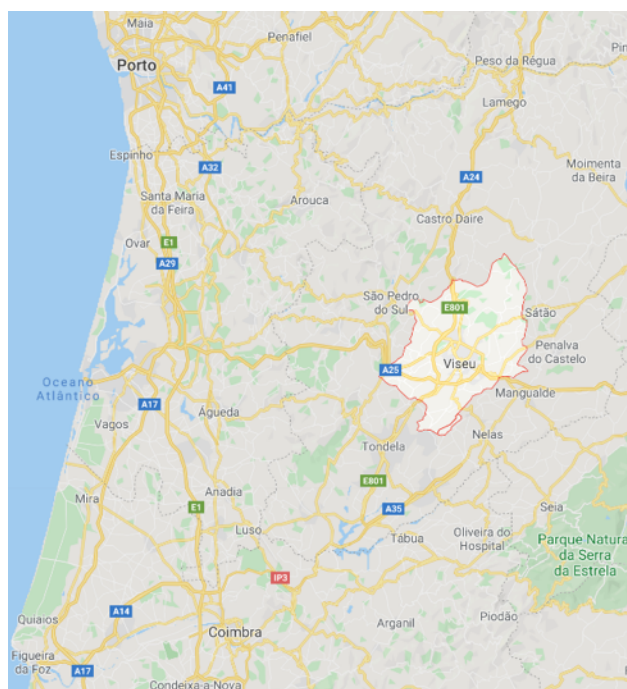 Maia
Penafiel
Porto
Peso da Régua
A41
Lamego
Espinho
A32
Moimenta
da Beira
A24
Santa Maria
da Feira
Arouca
Castro Daire
Ovar
E1
A29
São Pedro
do Sul
E801
Sátão
Penalva
do Castelo
Viseu
A25
Oceano
Atlântico
Mangualde
A17
Águeda
Vagos
Nelas
Tondela
E801
Mira
Anadia
E1
A35
Seia
Luso
Tábua
Oliveira do
Hospital
Parque Natura
da Serra
da Estrela
IP3
A14
Quiaios
Coimbra
Arganil
Piodão
Figueira
da Foz
A17
Condeixa-a-Nova